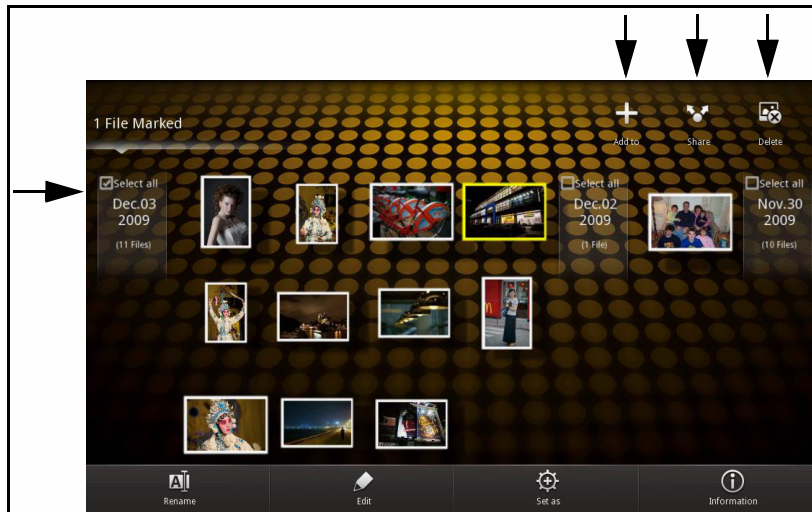 1 File Marked
Add to
Share
Delete
Select all
Dec.03
2009
(11 Files)
Select all
Dec.02
2009
(1 File)
Select all
Nov.30
2009
(10 Files)
Rename
Edit
Set as
Information